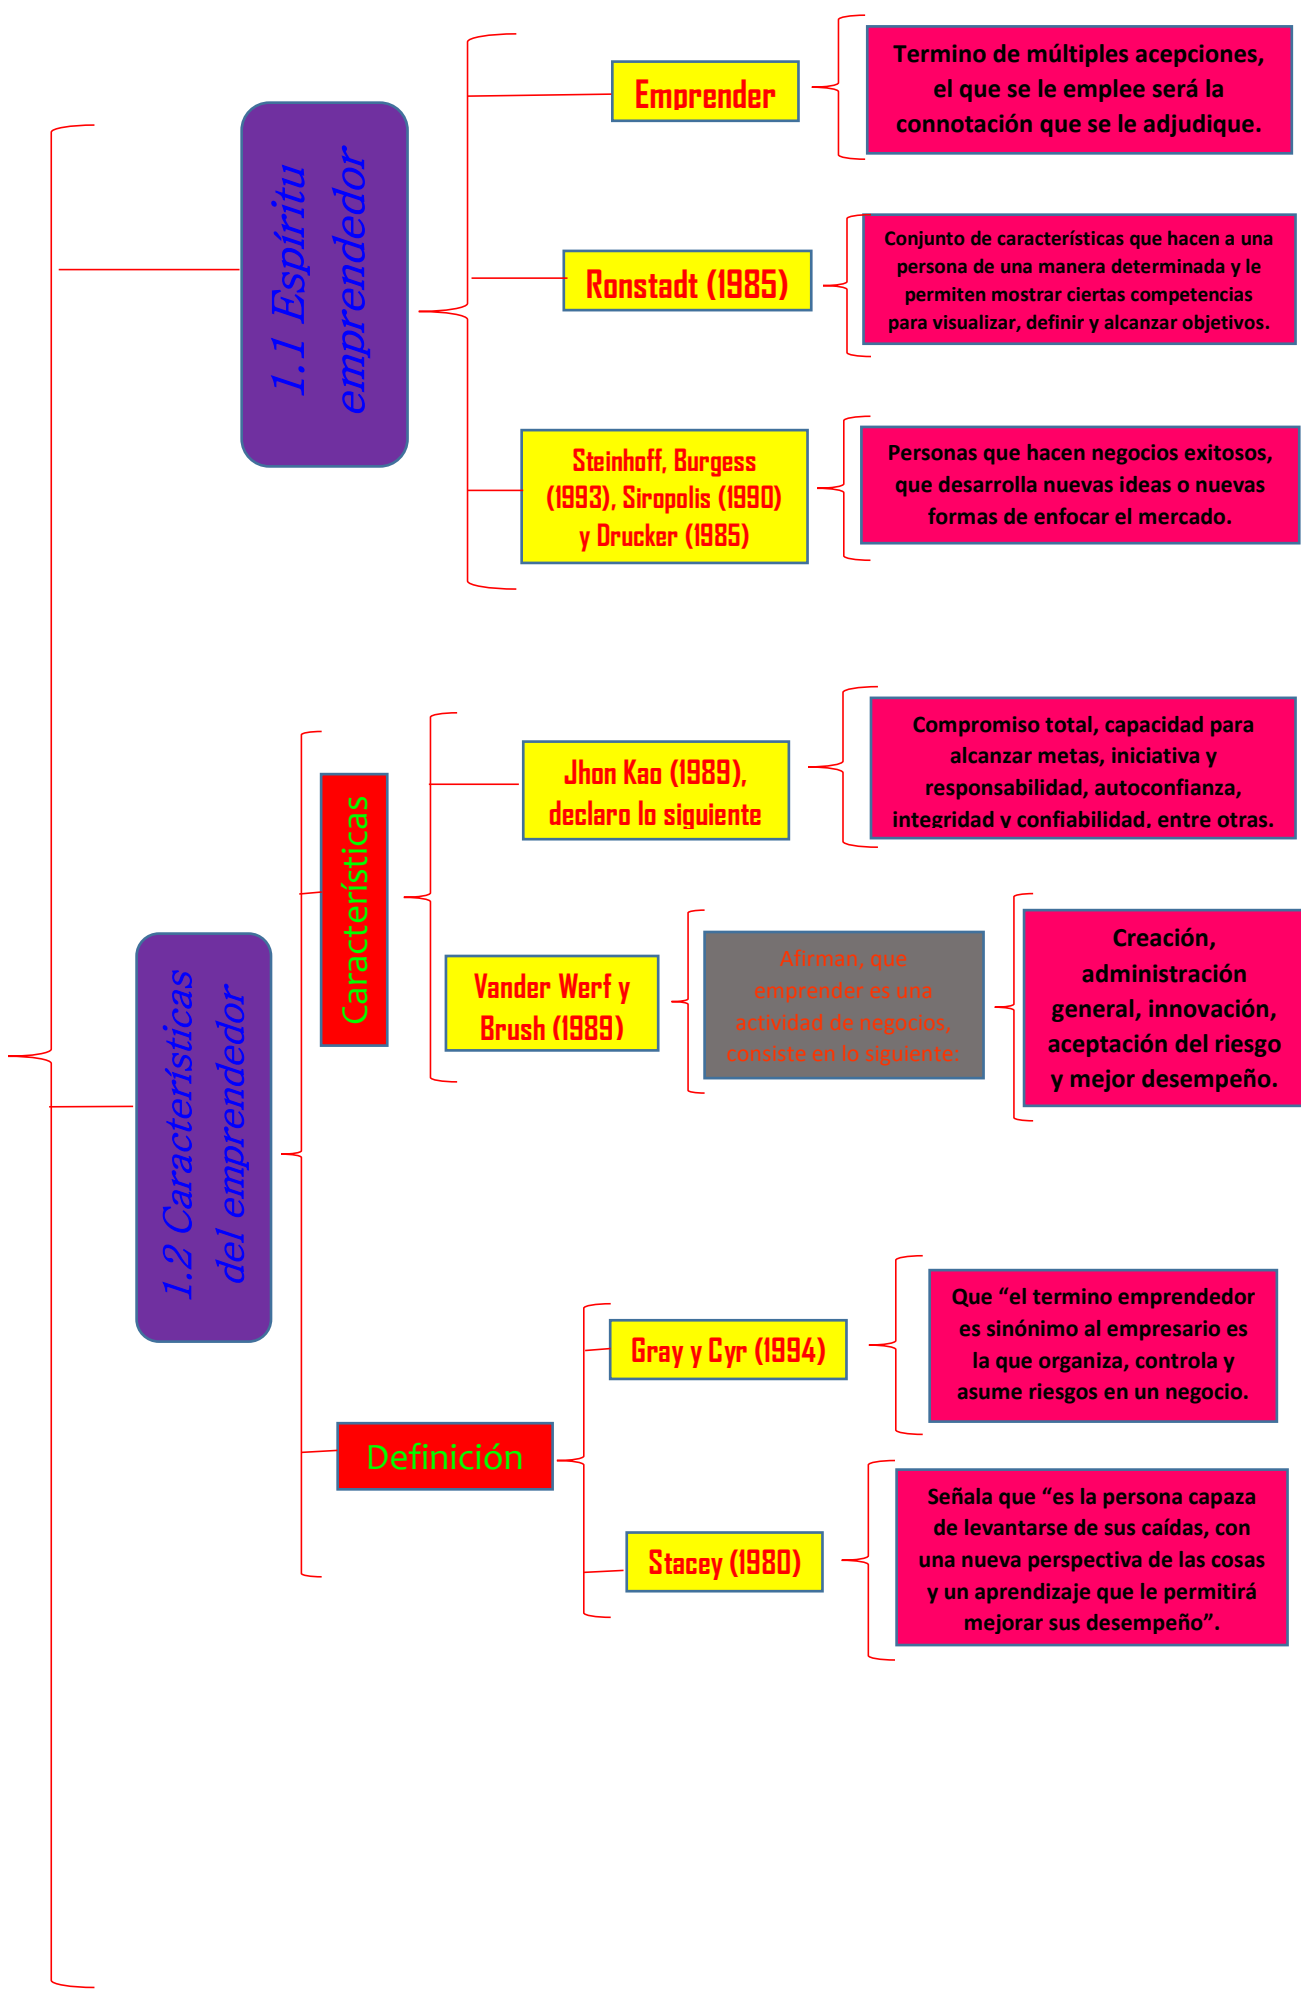 1.1 Espíritu
emprendedor
Emprender
Termino de múltiples acepciones,
el que se le emplee será la
connotación que se le adjudique.
Ronstadt (1985)
Conjunto de características que hacen a una
persona de una manera determinada y le
permiten mostrar ciertas competencias
para visualizar, definir y alcanzar objetivos.
Steinhoff, Burgess
(1993), Siropolis (1990)
y Drucker (1985)
Personas que hacen negocios exitosos,
que desarrolla nuevas ideas o nuevas
formas de enfocar el mercado.
1.2 Características
del emprendedor
Características
Jhon Kao (1989),
declaro lo siguiente
Compromiso total, capacidad para
alcanzar metas, iniciativa y
responsabilidad, autoconfianza,
integridad y confiabilidad, entre otras.
Vander Werf y
Brush (1989)
Afirman, que
emprender es una
actividad de negocios,
consiste en lo siguiente:
Creación,
administración
general, innovación,
aceptación del riesgo
y mejor desempeño.
Definición
Gray y Cyr (1994)
Que “el termino emprendedor
es sinónimo al empresario es
la que organiza, controla y
asume riesgos en un negocio.
Stacey (1980)
Señala que “es la persona capaza
de levantarse de sus caídas, con
una nueva perspectiva de las cosas
y un aprendizaje que le permitirá
mejorar sus desempeño”.